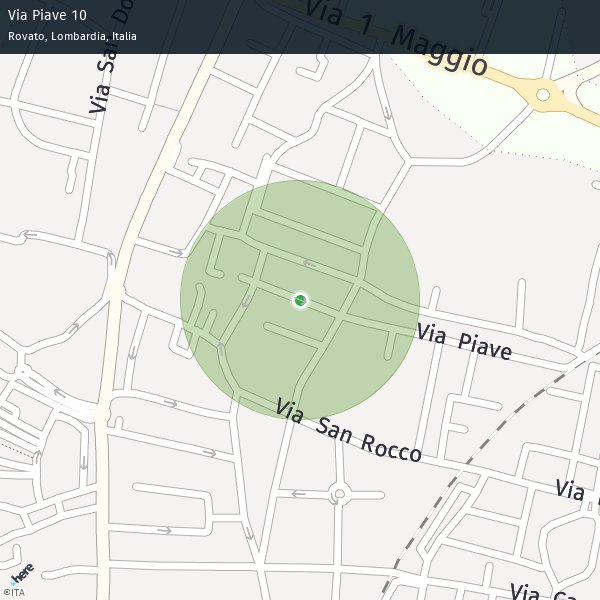 Via Piave 10
Rovato, Lombardia, Italia
Via 1 Maggio
Via San Do
Via Piave
Via San Rocco
Via
Via Ca
here
©ITA